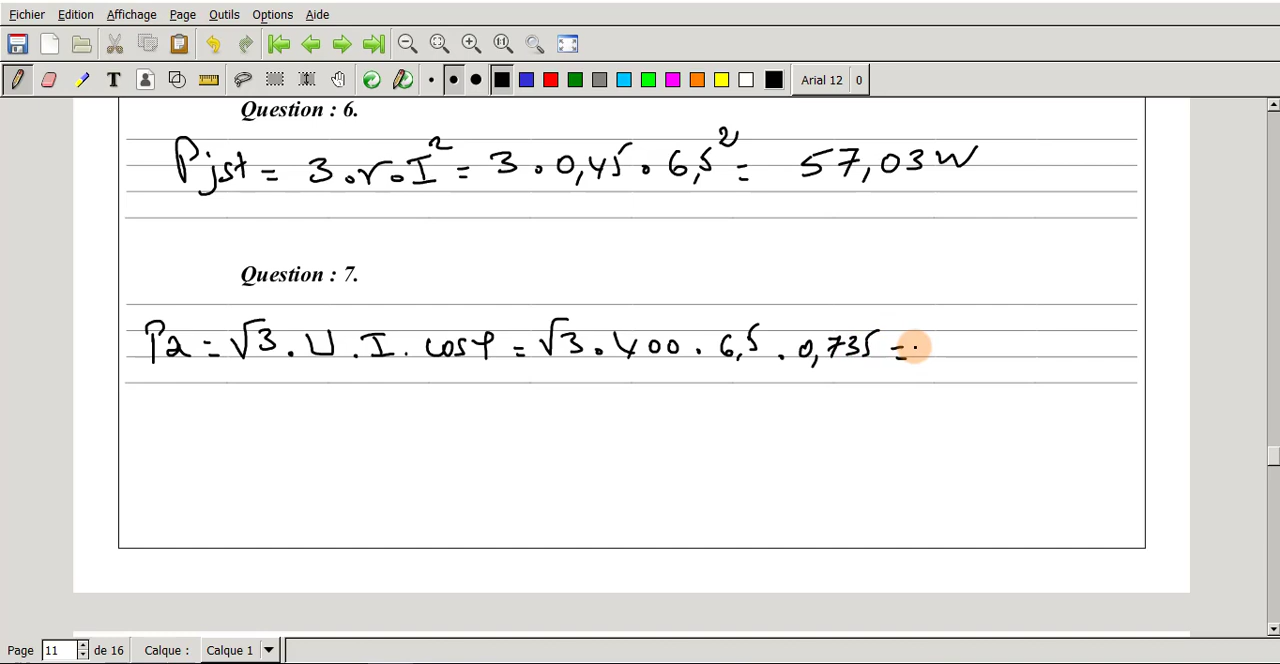 Fichier Edition Affichage Page Outils Options Aide
T Arial 12 0
Question : 6.
Pjst = 3.r.I² = 3.0,45.6,5² = 57,03W
Question : 7.
Pa = √3.U.I.cosφ = √3.400.6,5.0,735 =
Page 11 de 16 Calque : Calque 1